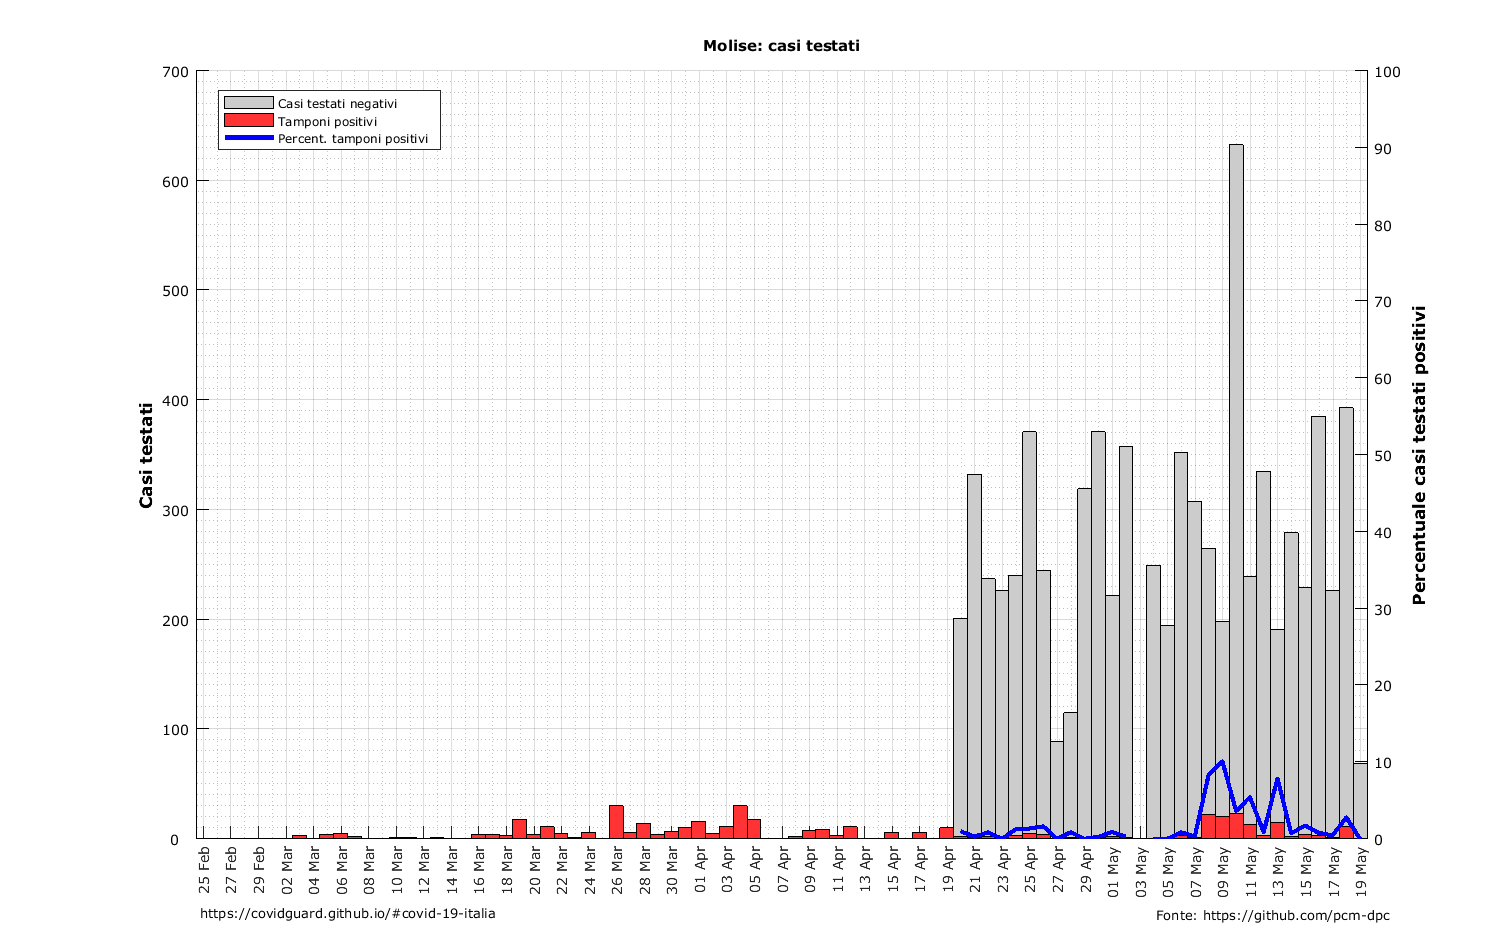 Molise: casi testati
Casi testati negativi
Tamponi positivi
Percent. tamponi positivi
Casi testati
700
600
500
400
300
200
100
0
100
90
80
70
60
50
40
30
20
10
0
Percentuale casi testati positivi
25 Feb
27 Feb
29 Feb
02 Mar
04 Mar
06 Mar
08 Mar
10 Mar
12 Mar
14 Mar
16 Mar
18 Mar
20 Mar
22 Mar
24 Mar
26 Mar
28 Mar
30 Mar
01 Apr
03 Apr
05 Apr
07 Apr
09 Apr
11 Apr
13 Apr
15 Apr
17 Apr
19 Apr
21 Apr
23 Apr
25 Apr
27 Apr
29 Apr
01 May
03 May
05 May
07 May
09 May
11 May
13 May
15 May
17 May
19 May
https://covidguard.github.io/#covid-19-italia
Fonte: https://github.com/pcm-dpc